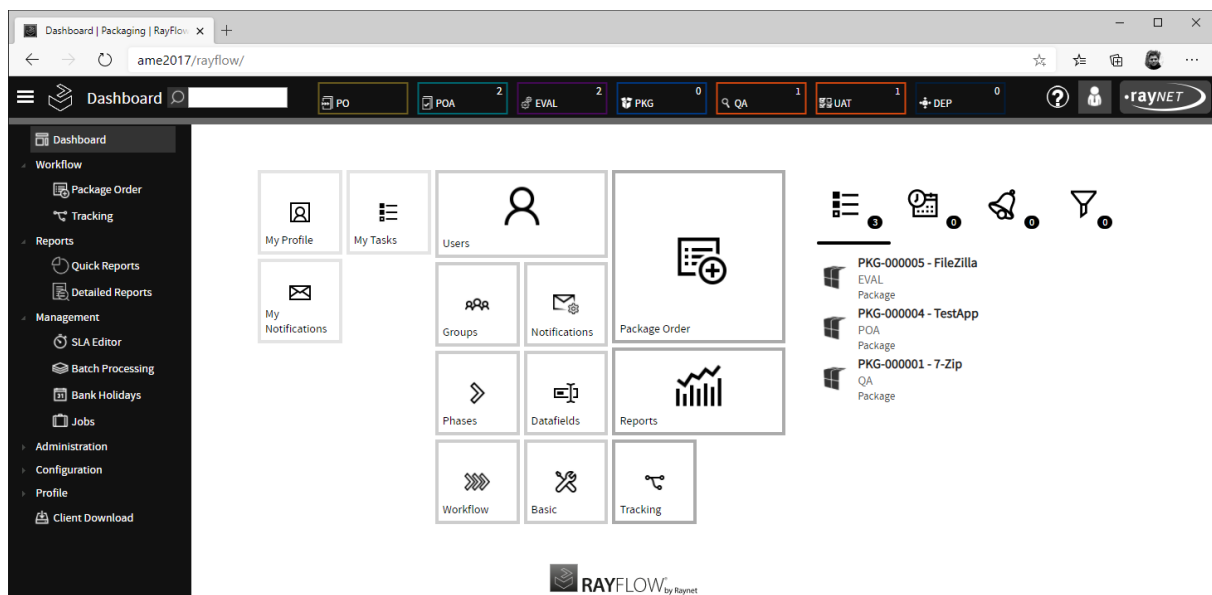 Dashboard | Packaging | RayFlow
ame2017/rayflow/
Dashboard
PO
POA 2
EVAL 2
PKG 0
QA 1
UAT 1
DEP 0
?
raynet
Dashboard
Workflow
Package Order
Tracking
Reports
Quick Reports
Detailed Reports
Management
SLA Editor
Batch Processing
31 Bank Holidays
Jobs
Administration
Configuration
Profile
Client Download
My Profile
My Tasks
Users
My
Notifications
Groups
Notifications
Package Order
Phases
Datafields
Reports
Workflow
Basic
Tracking
3
0
0
0
PKG-000005 - FileZilla
EVAL
Package
PKG-000004 - TestApp
POA
Package
PKG-000001 - 7-Zip
QA
Package
RAYFLOW by Raynet